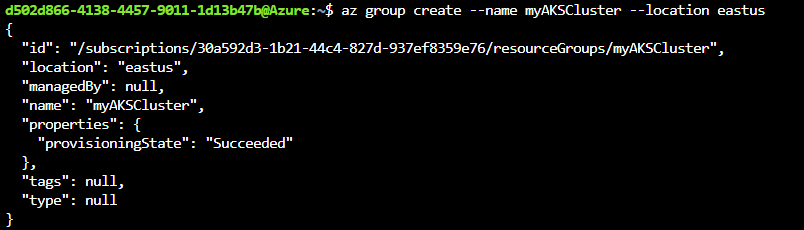 d502d866-4138-4457-9011-1d13b47b@Azure:~$ az group create --name myAKSCluster --location eastus
{
  "id": "/subscriptions/30a592d3-1b21-44c4-827d-937ef8359e76/resourceGroups/myAKSCluster",
  "location": "eastus",
  "managedBy": null,
  "name": "myAKSCluster",
  "properties": {
    "provisioningState": "Succeeded"
  },
  "tags": null,
  "type": null
}